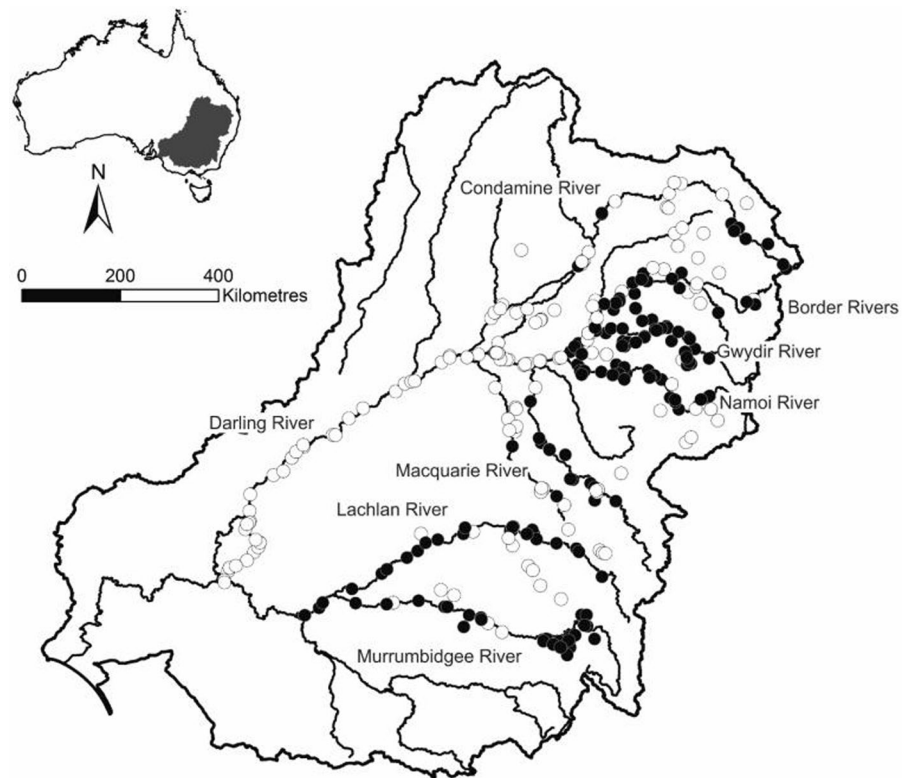 N
0 200 400
Kilometres
Condamine River
Border Rivers
Gwydir River
Namoi River
Darling River
Macquarie River
Lachlan River
Murrumbidgee River